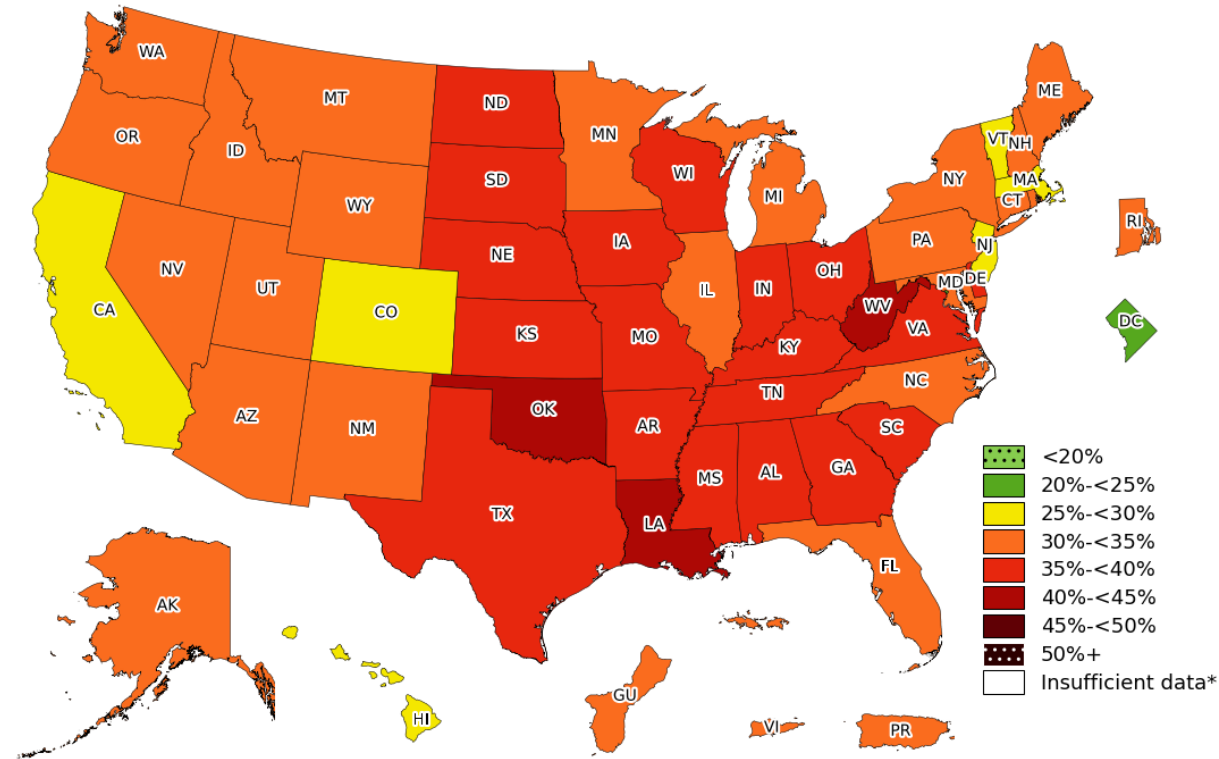 WA
MT
ND
MN
ME
OR
ID
SD
WI
MI
NY
VT
NH
MA
CT
RI
WY
NE
IA
PA
NJ
NV
UT
CO
IL
IN
OH
MD
DE
DC
CA
KS
MO
KY
WV
VA
AZ
NM
OK
AR
TN
NC
SC
TX
LA
MS
AL
GA
FL
AK
HI
GU
VI
PR
<20%
20%-<25%
25%-<30%
30%-<35%
35%-<40%
40%-<45%
45%-<50%
50%+
Insufficient data*